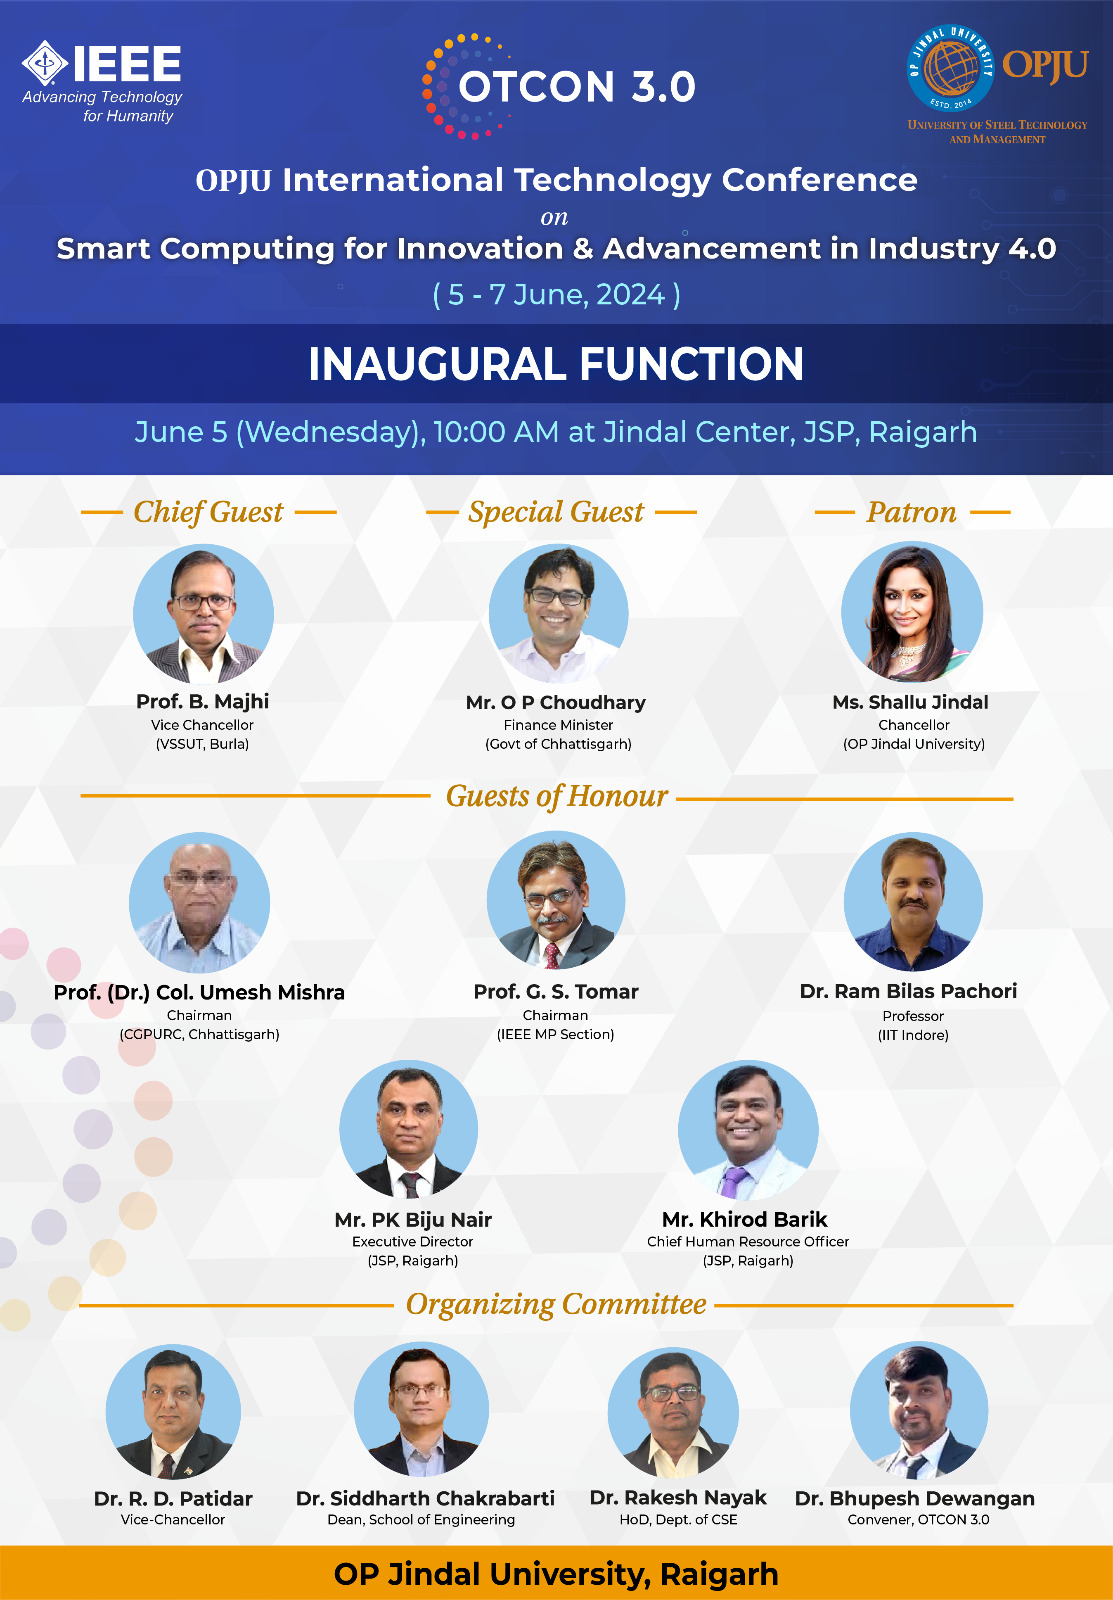 IEEE
Advancing Technology
for Humanity
OTCON 3.0
OP JINDAL UNIVERSITY
ESTD. 2014
OPJU
UNIVERSITY OF STEEL TECHNOLOGY
AND MANAGEMENT
OPJU International Technology Conference
on
Smart Computing for Innovation & Advancement in Industry 4.0
( 5 - 7 June, 2024 )
INAUGURAL FUNCTION
June 5 (Wednesday), 10:00 AM at Jindal Center, JSP, Raigarh
Chief Guest
Special Guest
Patron
Prof. B. Majhi
Vice Chancellor
(VSSUT, Burla)
Mr. O P Choudhary
Finance Minister
(Govt of Chhattisgarh)
Ms. Shallu Jindal
Chancellor
(OP Jindal University)
Guests of Honour
Prof. (Dr.) Col. Umesh Mishra
Chairman
(CGPURC, Chhattisgarh)
Prof. G. S. Tomar
Chairman
(IEEE MP Section)
Dr. Ram Bilas Pachori
Professor
(IIT Indore)
Mr. PK Biju Nair
Executive Director
(JSP, Raigarh)
Mr. Khirod Barik
Chief Human Resource Officer
(JSP, Raigarh)
Organizing Committee
Dr. R. D. Patidar
Vice-Chancellor
Dr. Siddharth Chakrabarti
Dean, School of Engineering
Dr. Rakesh Nayak
HoD, Dept. of CSE
Dr. Bhupesh Dewangan
Convener, OTCON 3.0
OP Jindal University, Raigarh